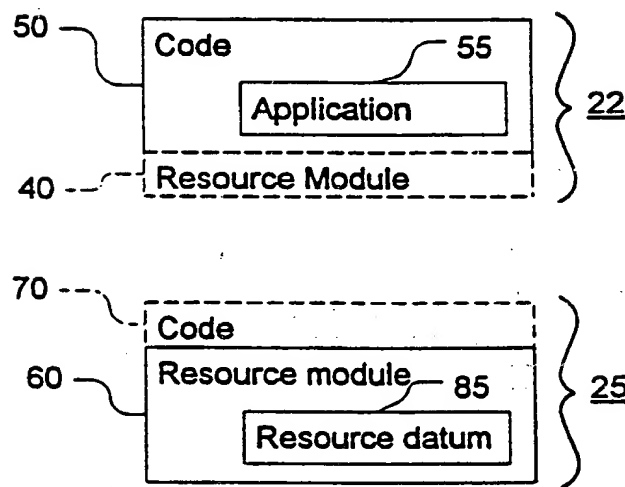 50
Code
55
Application
22
40
Resource Module
70
Code
60
Resource module
85
25
Resource datum